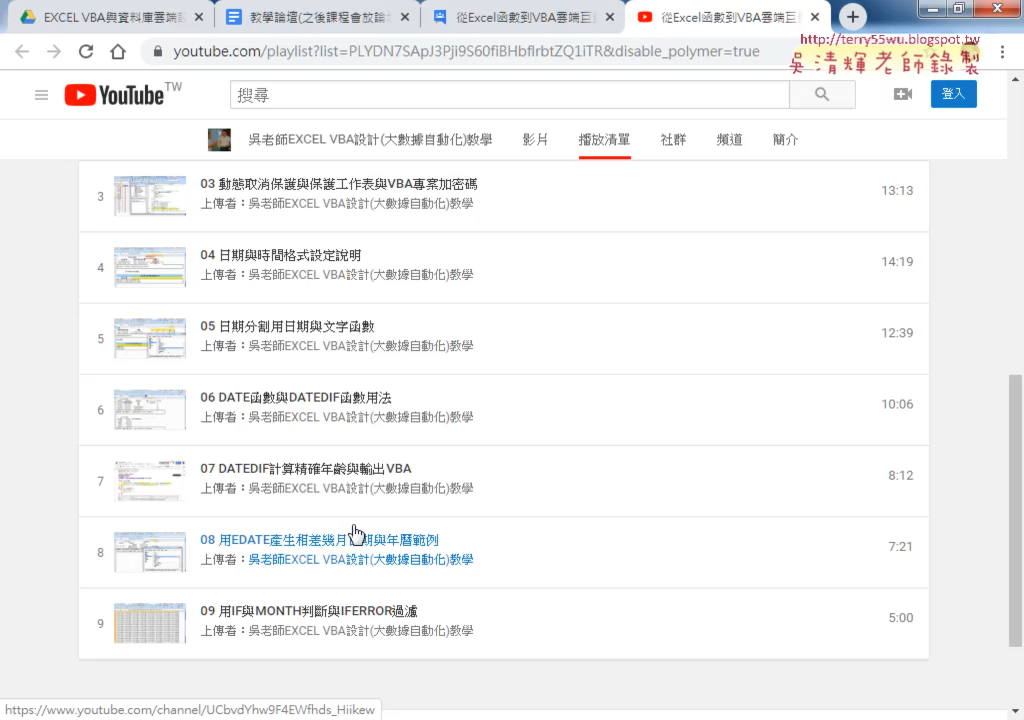 EXCEL VBA與資料庫雲端
教學論壇(之後課程會放論
從Excel函數到VBA雲端巨
從Excel函數到VBA雲端巨
youtube.com/playlist?list=PLYDN7SApJ3Pji9S60fiBHbflrbtZQ1iTR&disable_polymer=true
http://terry55wu.blogspot.tw
吳清輝老師錄製
YouTube TW
搜尋
登入
吳老師EXCEL VBA設計(大數據自動化)教學
影片
播放清單
社群
頻道
簡介
3
03 動態取消保護與保護工作表與VBA專案加密碼
13:13
上傳者：吳老師EXCEL VBA設計(大數據自動化)教學
4
04 日期與時間格式設定說明
14:19
上傳者：吳老師EXCEL VBA設計(大數據自動化)教學
5
05 日期分割用日期與文字函數
12:39
上傳者：吳老師EXCEL VBA設計(大數據自動化)教學
6
06 DATE函數與DATEDIF函數用法
10:06
上傳者：吳老師EXCEL VBA設計(大數據自動化)教學
7
07 DATEDIF計算精確年齡與輸出VBA
8:12
上傳者：吳老師EXCEL VBA設計(大數據自動化)教學
8
08 用EDATE產生相差幾月日期與年曆範例
7:21
上傳者：吳老師EXCEL VBA設計(大數據自動化)教學
9
09 用IF與MONTH判斷與IFERROR過濾
5:00
上傳者：吳老師EXCEL VBA設計(大數據自動化)教學
https://www.youtube.com/channel/UCbvdYhw9F4EWfhds_Hiikew